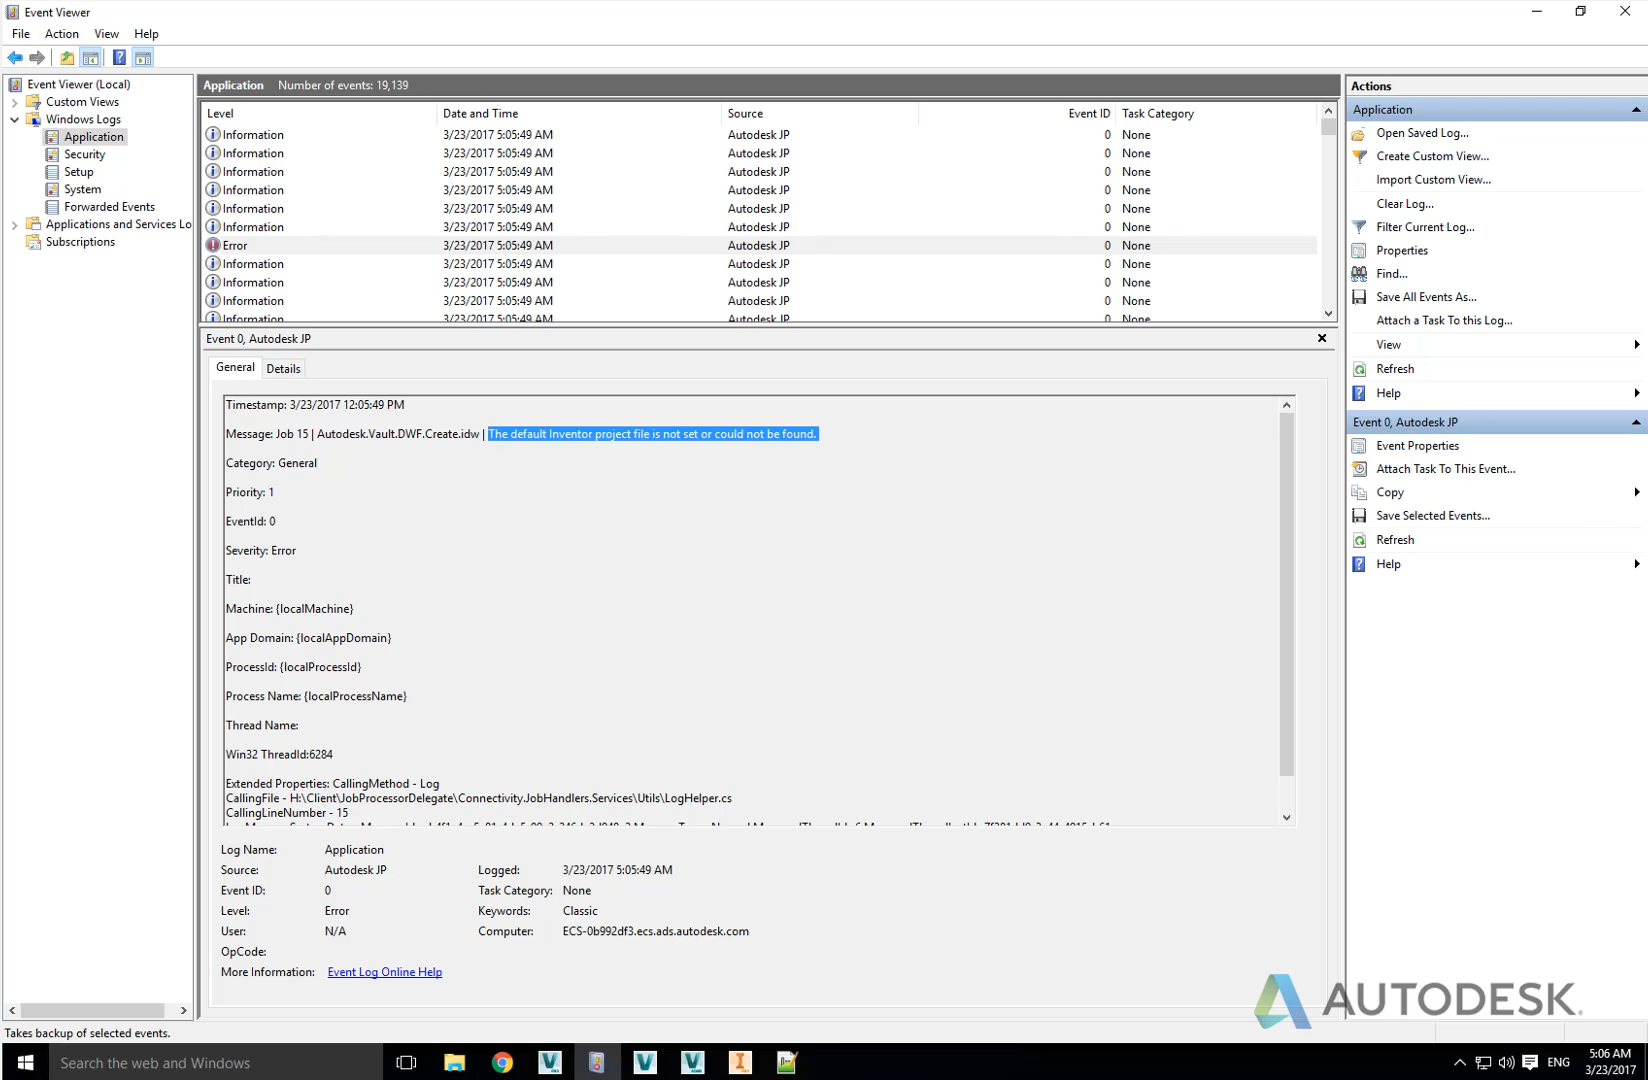 Event Viewer
File Action View Help
Event Viewer (Local)
Custom Views
Windows Logs
Application
Security
Setup
System
Forwarded Events
Applications and Services Lo
Subscriptions
Application Number of events: 19,139
Level Date and Time Source Event ID Task Category
Information 3/23/2017 5:05:49 AM Autodesk JP 0 None
Information 3/23/2017 5:05:49 AM Autodesk JP 0 None
Information 3/23/2017 5:05:49 AM Autodesk JP 0 None
Information 3/23/2017 5:05:49 AM Autodesk JP 0 None
Information 3/23/2017 5:05:49 AM Autodesk JP 0 None
Information 3/23/2017 5:05:49 AM Autodesk JP 0 None
Error 3/23/2017 5:05:49 AM Autodesk JP 0 None
Information 3/23/2017 5:05:49 AM Autodesk JP 0 None
Information 3/23/2017 5:05:49 AM Autodesk JP 0 None
Information 3/23/2017 5:05:49 AM Autodesk JP 0 None
Information 3/23/2017 5:05:49 AM Autodesk JP 0 None
Event 0, Autodesk JP
General Details
Timestamp: 3/23/2017 12:05:49 PM
Message: Job 15 | Autodesk.Vault.DWF.Create.idw | The default Inventor project file is not set or could not be found.
Category: General
Priority: 1
EventId: 0
Severity: Error
Title:
Machine: {localMachine}
App Domain: {localAppDomain}
ProcessId: {localProcessId}
Process Name: {localProcessName}
Thread Name:
Win32 ThreadId:6284
Extended Properties: CallingMethod - Log
CallingFile - H:\Client\JobProcessorDelegate\Connectivity.JobHandlers.Services\Utils\LogHelper.cs
CallingLineNumber - 15
Log Name: Application
Source: Autodesk JP Logged: 3/23/2017 5:05:49 AM
Event ID: 0 Task Category: None
Level: Error Keywords: Classic
User: N/A Computer: ECS-0b992df3.ecs.ads.autodesk.com
OpCode:
More Information: Event Log Online Help
Actions
Application
Open Saved Log...
Create Custom View...
Import Custom View...
Clear Log...
Filter Current Log...
Properties
Find...
Save All Events As...
Attach a Task To this Log...
View
Refresh
Help
Event 0, Autodesk JP
Event Properties
Attach Task To This Event...
Copy
Save Selected Events...
Refresh
Help
AUTODESK.
Takes backup of selected events.
Search the web and Windows
ENG
5:06 AM
3/23/2017